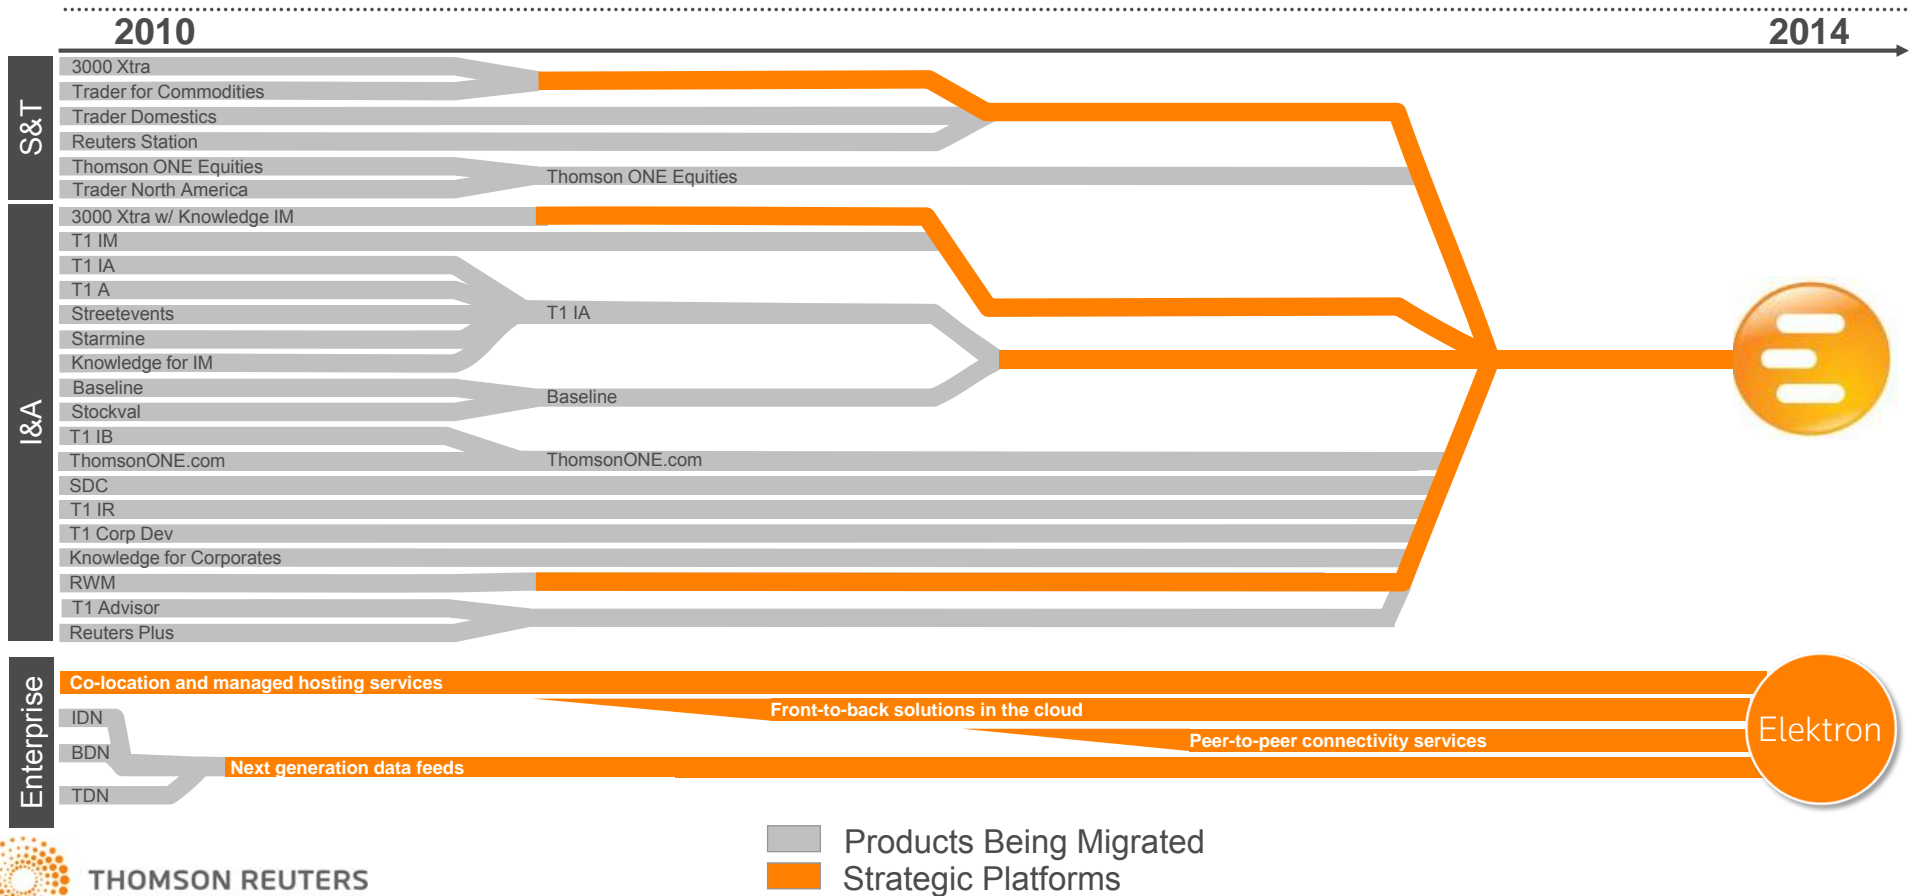 2010
2014
S&T
3000 Xtra
Trader for Commodities
Trader Domestics
Reuters Station
Thomson ONE Equities
Thomson ONE Equities
Trader North America
I&A
3000 Xtra w/ Knowledge IM
T1 IM
T1 IA
T1 A
Streetevents
T1 IA
Starmine
Knowledge for IM
Baseline
Baseline
Stockval
T1 IB
ThomsonONE.com
ThomsonONE.com
SDC
T1 IR
T1 Corp Dev
Knowledge for Corporates
RWM
T1 Advisor
Reuters Plus
Enterprise
Co-location and managed hosting services
IDN
Front-to-back solutions in the cloud
Elektron
Peer-to-peer connectivity services
BDN
Next generation data feeds
TDN
Products Being Migrated
Strategic Platforms
THOMSON REUTERS